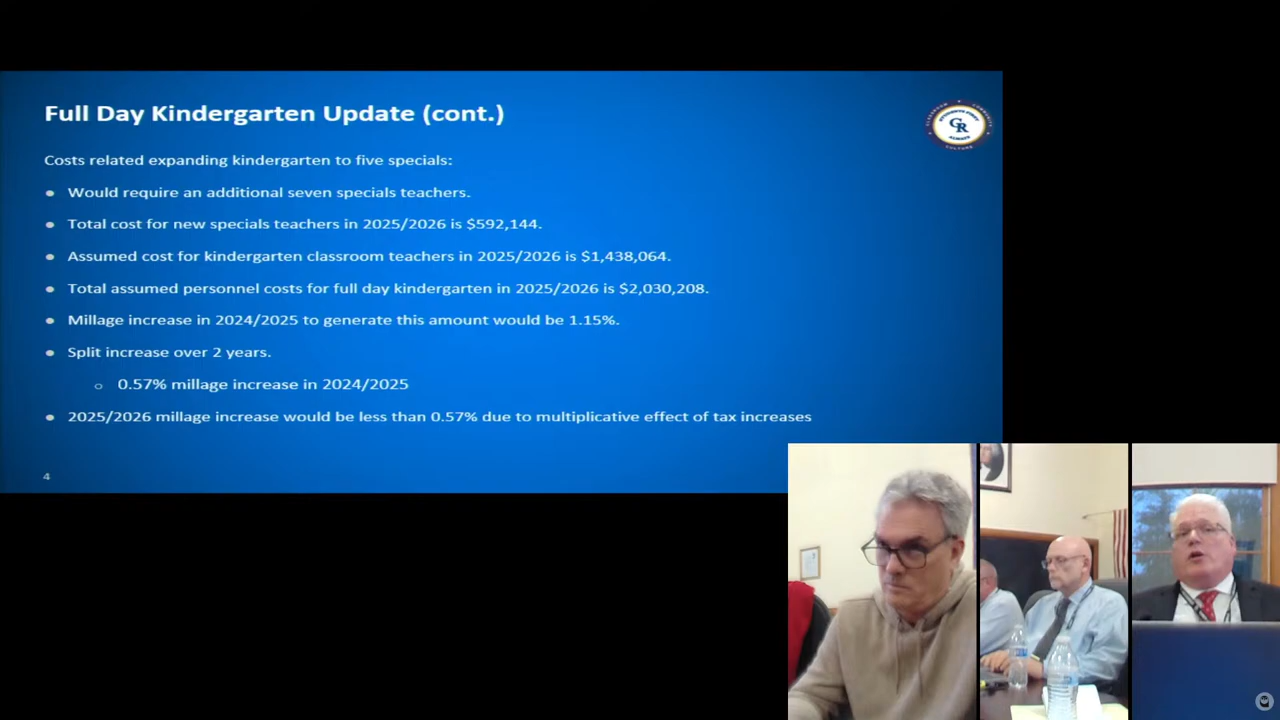 Full Day Kindergarten Update (cont.)
Costs related expanding kindergarten to five specials:
● Would require an additional seven specials teachers.
● Total cost for new specials teachers in 2025/2026 is $592,144.
● Assumed cost for kindergarten classroom teachers in 2025/2026 is $1,438,064.
● Total assumed personnel costs for full day kindergarten in 2025/2026 is $2,030,208.
● Millage increase in 2024/2025 to generate this amount would be 1.15%.
● Split increase over 2 years.
○ 0.57% millage increase in 2024/2025
● 2025/2026 millage increase would be less than 0.57% due to multiplicative effect of tax increases
4
STUDENTS FIRST
GR
ALWAYS
CULTURE